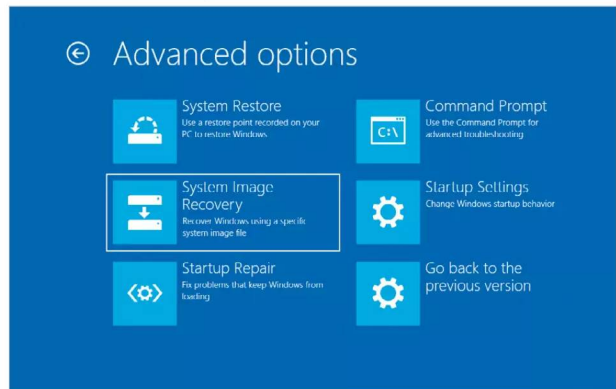 Advanced options
System Restore
Use a restore point recorded on your
PC to restore Windows
Command Prompt
Use the Command Prompt for
advanced troubleshooting
C:\
System Image
Recovery
Recover Windows using a specific
system image file
Startup Settings
Change Windows startup behavior
Startup Repair
Fix problems that keep Windows from
loading
Go back to the
previous version